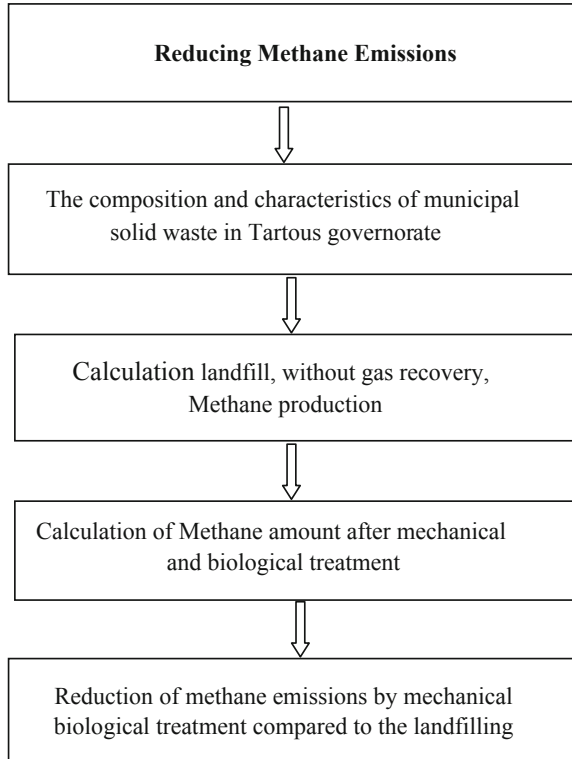 Reducing Methane Emissions
The composition and characteristics of municipal
solid waste in Tartous governorate
Calculation landfill, without gas recovery,
Methane production
Calculation of Methane amount after mechanical
and biological treatment
Reduction of methane emissions by mechanical
biological treatment compared to the landfilling